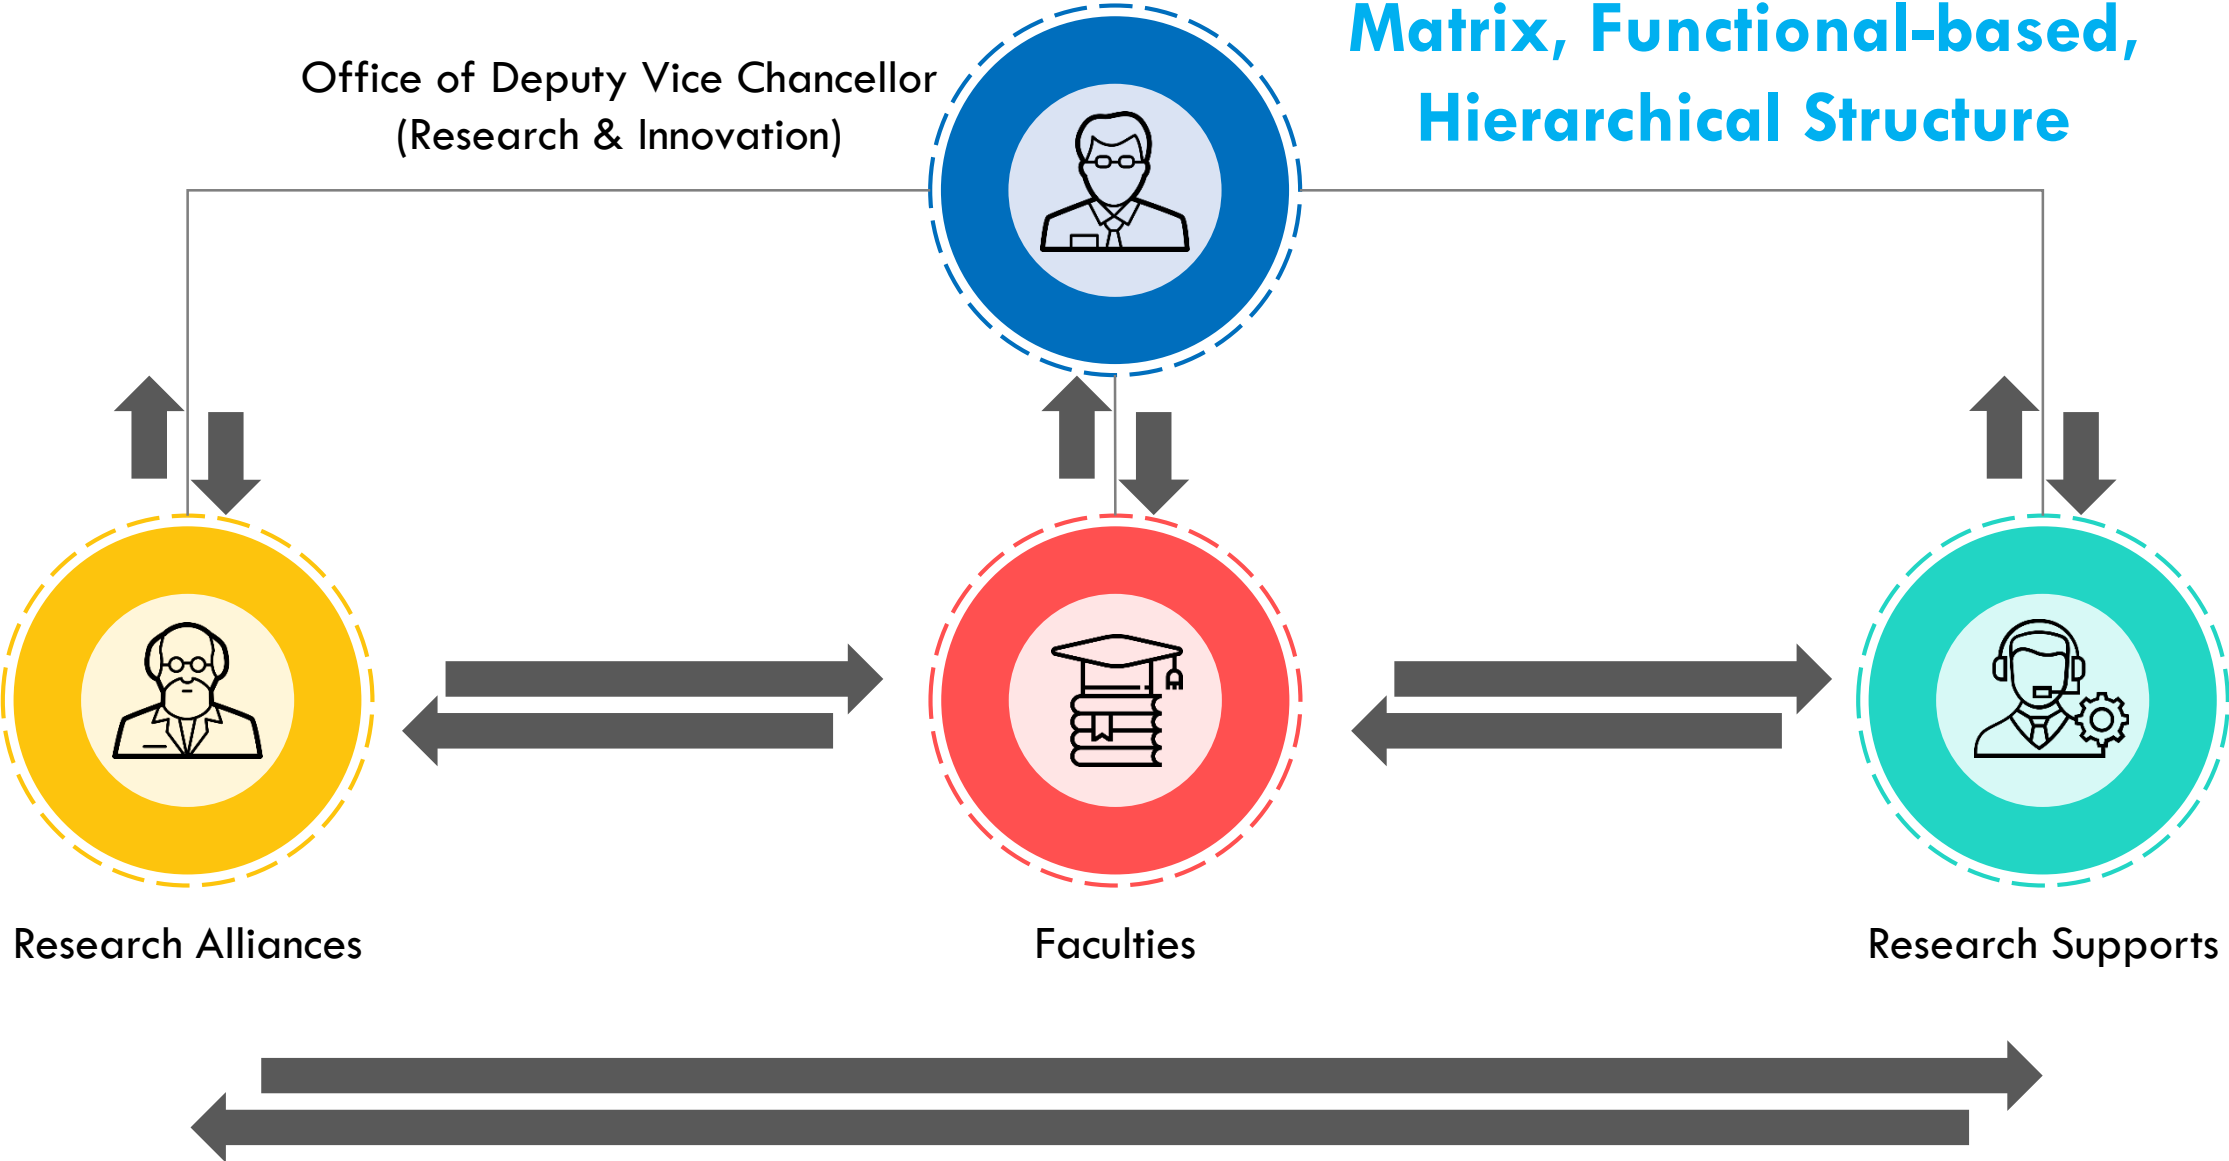 Matrix, Functional-based,
Hierarchical Structure
Office of Deputy Vice Chancellor
(Research & Innovation)
Research Alliances
Faculties
Research Supports